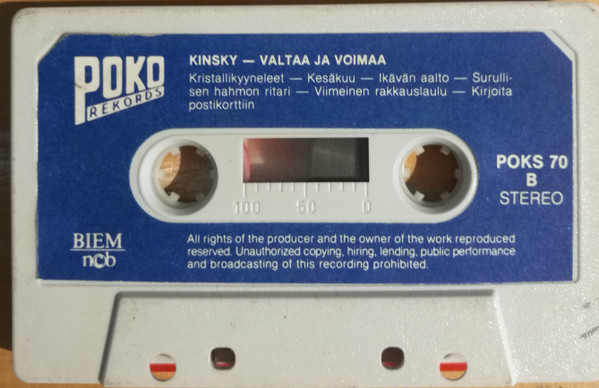 POKO
REKORDS
KINSKY — VALTAA JA VOIMAA
Kristallikyyneleet — Kesäkuu — Ikävän aalto — Surulli-
sen hahmon ritari — Viimeinen rakkauslaulu — Kirjoita
postikorttiin
100 50 0
POKS 70
B
STEREO
BIEM
ncb
All rights of the producer and the owner of the work reproduced
reserved. Unauthorized copying, hiring, lending, public performance
and broadcasting of this recording prohibited.